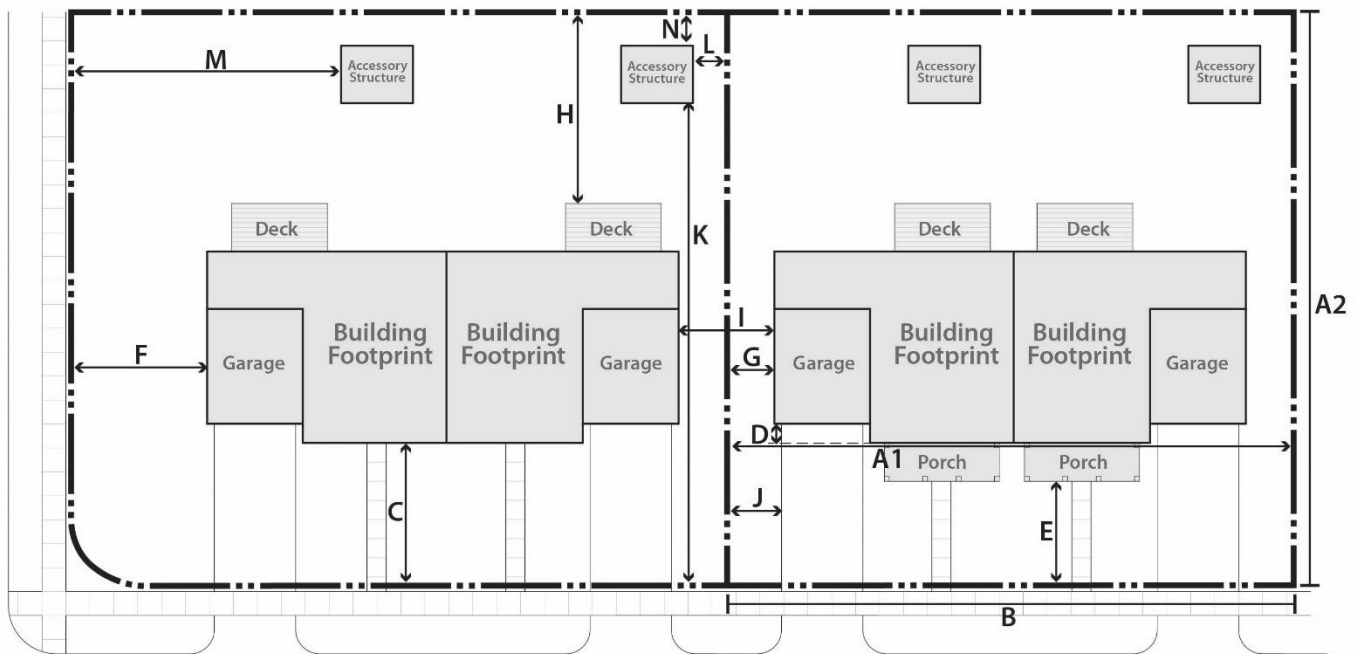 N
L
M
Accessory
Structure
Accessory
Structure
Accessory
Structure
Accessory
Structure
H
K
Deck
Deck
Deck
Deck
A2
I
Building
Footprint
Building
Footprint
Building
Footprint
Building
Footprint
F
Garage
Garage
G
Garage
Garage
D
A1
Porch
Porch
C
J
E
B